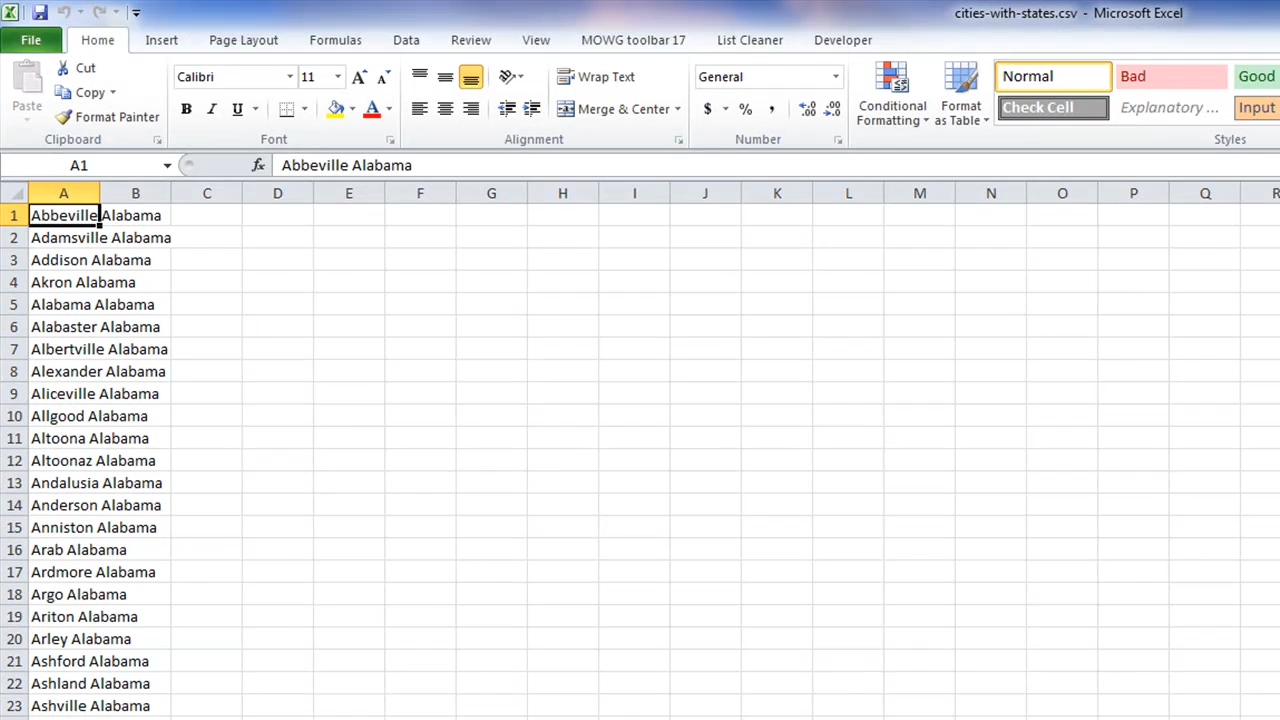 cities-with-states.csv - Microsoft Excel
File Home Insert Page Layout Formulas Data Review View MOWG toolbar 17 List Cleaner Developer
Paste
Cut
Copy
Format Painter
Clipboard
Calibri 11 A A
B I U A
Font
Wrap Text
Merge & Center
Alignment
General
$ % , .0 .00 .00 .0
Number
Conditional Formatting
Format as Table
Normal Bad Good
Check Cell Explanatory ... Input
Styles
A1 fx Abbeville Alabama
A B C D E F G H I J K L M N O P Q R
1 Abbeville Alabama
2 Adamsville Alabama
3 Addison Alabama
4 Akron Alabama
5 Alabama Alabama
6 Alabaster Alabama
7 Albertville Alabama
8 Alexander Alabama
9 Aliceville Alabama
10 Allgood Alabama
11 Altoona Alabama
12 Altoonaz Alabama
13 Andalusia Alabama
14 Anderson Alabama
15 Anniston Alabama
16 Arab Alabama
17 Ardmore Alabama
18 Argo Alabama
19 Ariton Alabama
20 Arley Alabama
21 Ashford Alabama
22 Ashland Alabama
23 Ashville Alabama